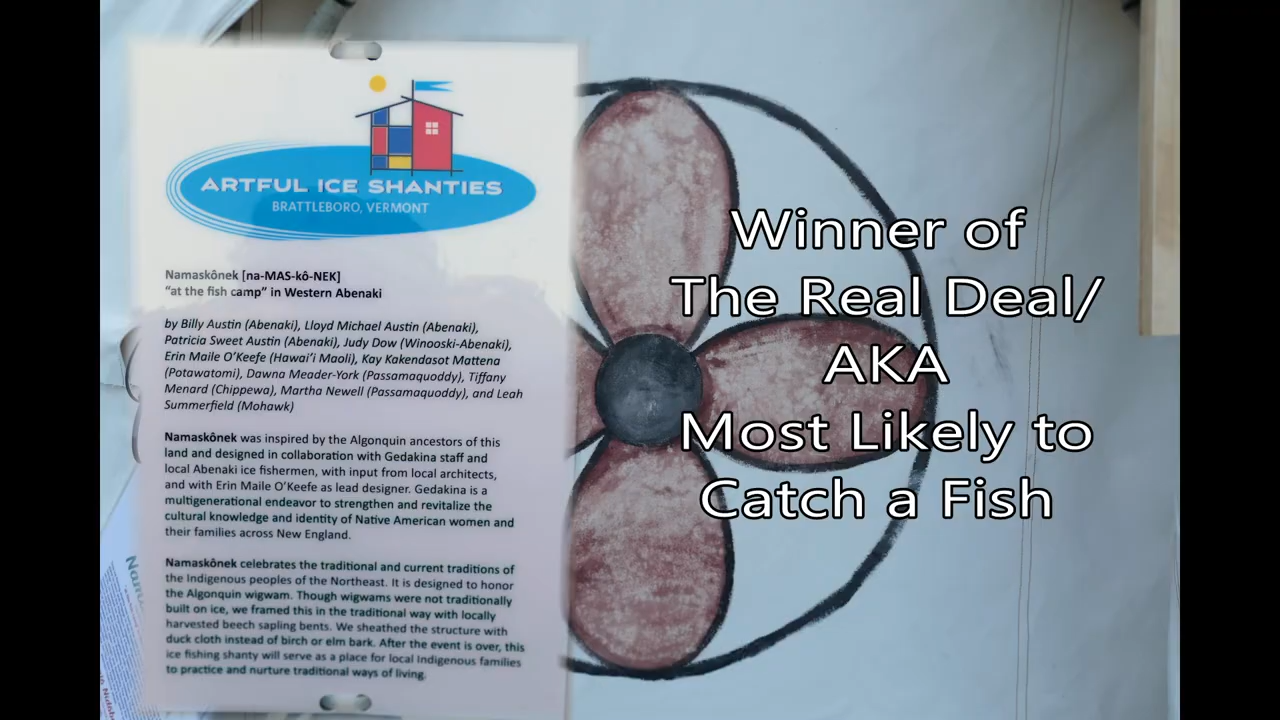 ARTFUL ICE SHANTIES
BRATTLEBORO, VERMONT
Namaskônek [na-MAS-kô-NEK]
“at the fish camp” in Western Abenaki
by Billy Austin (Abenaki), Lloyd Michael Austin (Abenaki),
Patricia Sweet Austin (Abenaki), Judy Dow (Winooski-Abenaki),
Erin Maile O’Keefe (Hawai’i Maoli), Kay Kakendasot Mattena
(Potawatomi), Dawna Meader-York (Passamaquoddy), Tiffany
Menard (Chippewa), Martha Newell (Passamaquoddy), and Leah
Summerfield (Mohawk)
Namaskônek was inspired by the Algonquin ancestors of this
land and designed in collaboration with Gedakina staff and
local Abenaki ice fishermen, with input from local architects,
and with Erin Maile O’Keefe as lead designer. Gedakina is a
multigenerational endeavor to strengthen and revitalize the
cultural knowledge and identity of Native American women and
their families across New England.
Namaskônek celebrates the traditional and current traditions of
the Indigenous peoples of the Northeast. It is designed to honor
the Algonquin wigwam. Though wigwams were not traditionally
built on ice, we framed this in the traditional way with locally
harvested beech sapling bents. We sheathed the structure with
duck cloth instead of birch or elm bark. After the event is over, this
ice fishing shanty will serve as a place for local Indigenous families
to practice and nurture traditional ways of living.
Winner of
The Real Deal/
AKA
Most Likely to
Catch a Fish